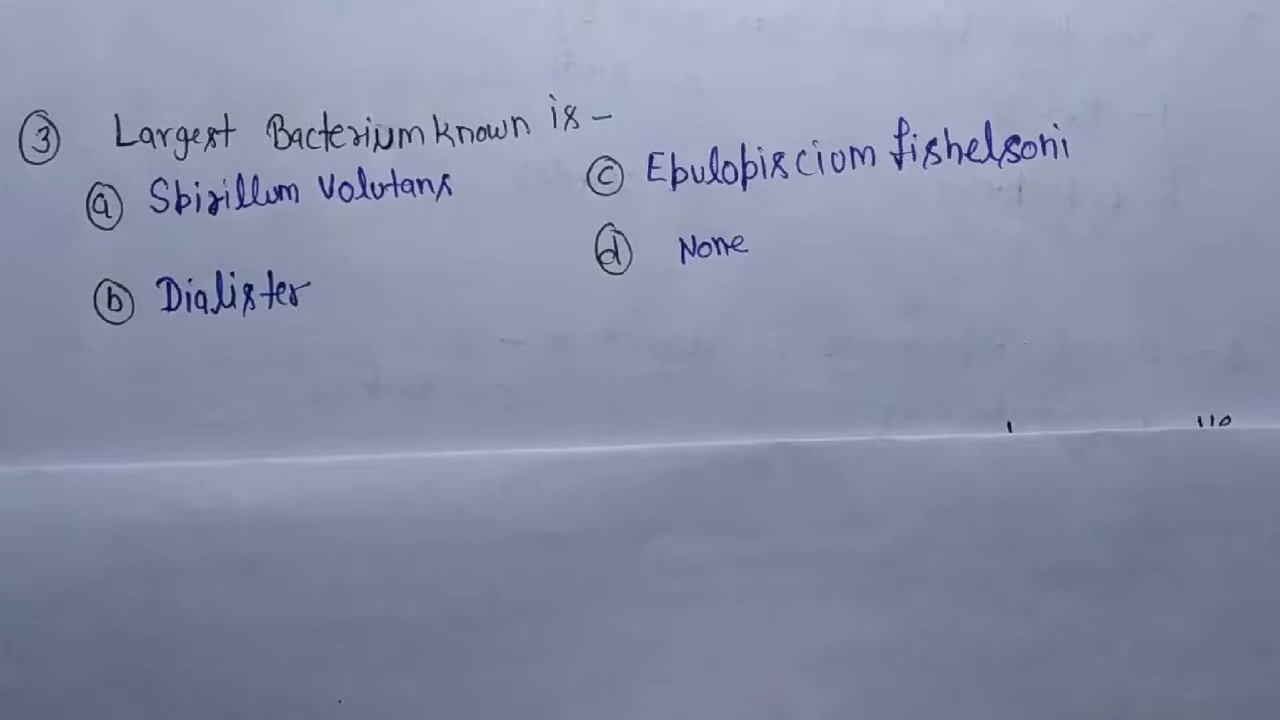 ③ Largest Bacterium known is -
ⓐ Spirillum Volutans
ⓒ Epulopiscium fishelsoni
ⓑ Dialister
ⓓ None